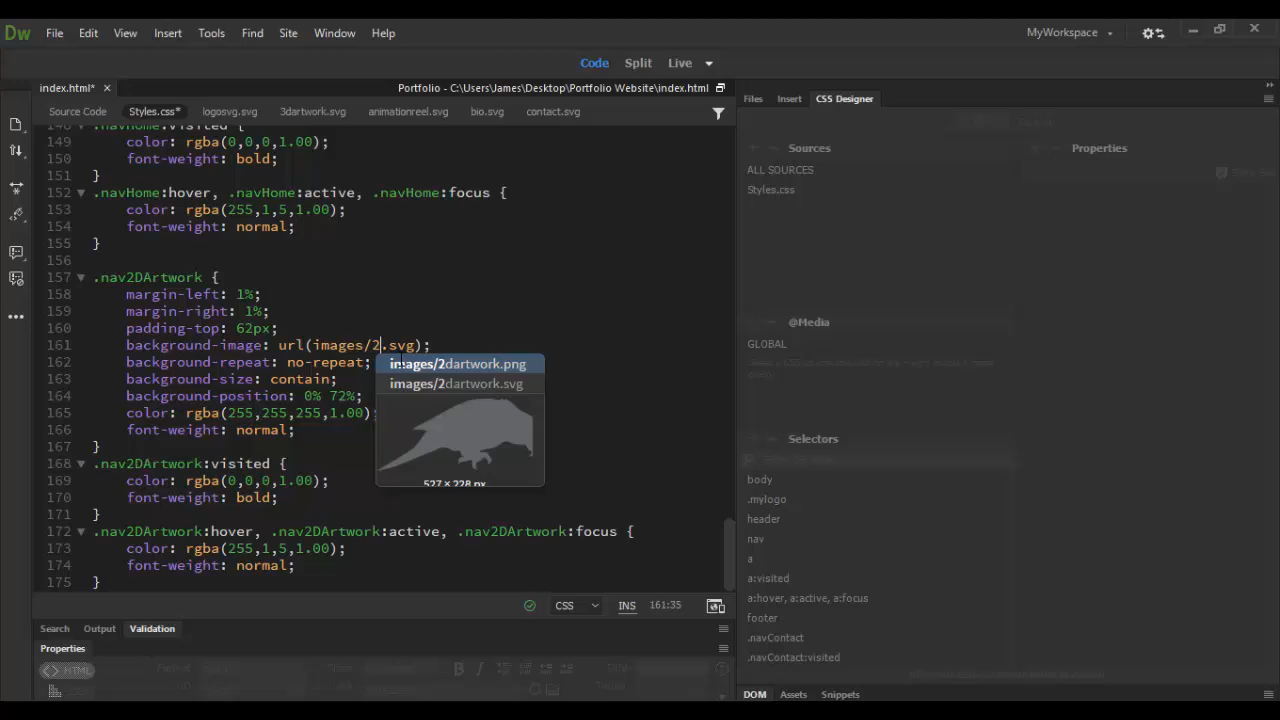 Dw File Edit View Insert Tools Find Site Window Help MyWorkspace
Code Split Live
index.html* × Portfolio - C:\Users\James\Desktop\Portfolio Website\index.html
Source Code Styles.css* logosvg.svg 3dartwork.svg animationreel.svg bio.svg contact.svg
148 .navHome:visited {
149 color: rgba(0,0,0,1.00);
150 font-weight: bold;
151 }
152 .navHome:hover, .navHome:active, .navHome:focus {
153 color: rgba(255,1,5,1.00);
154 font-weight: normal;
155 }
156
157 .nav2DArtwork {
158 margin-left: 1%;
159 margin-right: 1%;
160 padding-top: 62px;
161 background-image: url(images/2.svg);
162 background-repeat: no-repeat;
163 background-size: contain;
164 background-position: 0% 72%;
165 color: rgba(255,255,255,1.00);
166 font-weight: normal;
167 }
168 .nav2DArtwork:visited {
169 color: rgba(0,0,0,1.00);
170 font-weight: bold;
171 }
172 .nav2DArtwork:hover, .nav2DArtwork:active, .nav2DArtwork:focus {
173 color: rgba(255,1,5,1.00);
174 font-weight: normal;
175 }
images/2dartwork.png
images/2dartwork.svg
527 × 228 px
CSS INS 161:35
Search Output Validation
Properties
HTML
Files Insert CSS Designer
Sources Properties
ALL SOURCES
Styles.css
@Media
GLOBAL
Selectors
body
.mylogo
header
nav
a
a:visited
a:hover, a:active, a:focus
footer
.navContact
.navContact:visited
DOM Assets Snippets